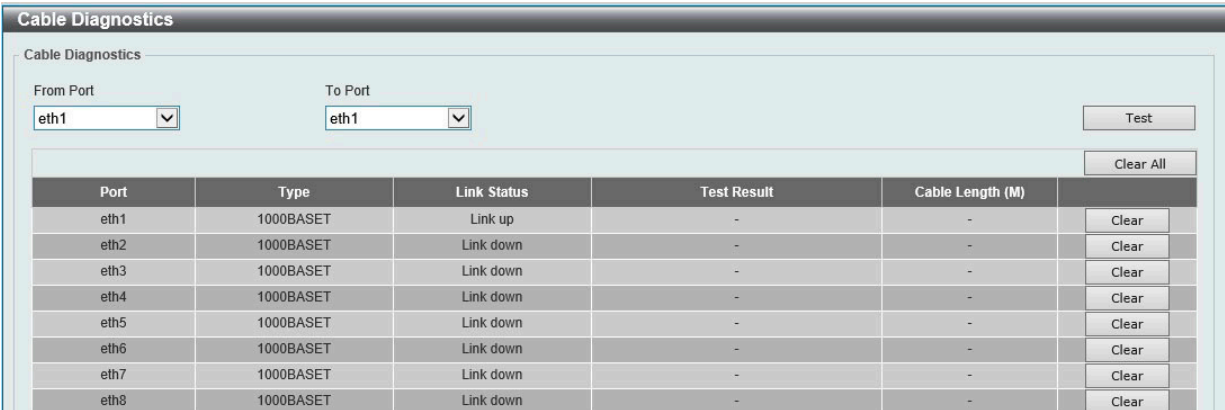 Cable Diagnostics
Cable Diagnostics
From Port To Port
eth1 eth1 Test
Clear All
Port Type Link Status Test Result Cable Length (M)
eth1 1000BASET Link up - - Clear
eth2 1000BASET Link down - - Clear
eth3 1000BASET Link down - - Clear
eth4 1000BASET Link down - - Clear
eth5 1000BASET Link down - - Clear
eth6 1000BASET Link down - - Clear
eth7 1000BASET Link down - - Clear
eth8 1000BASET Link down - - Clear